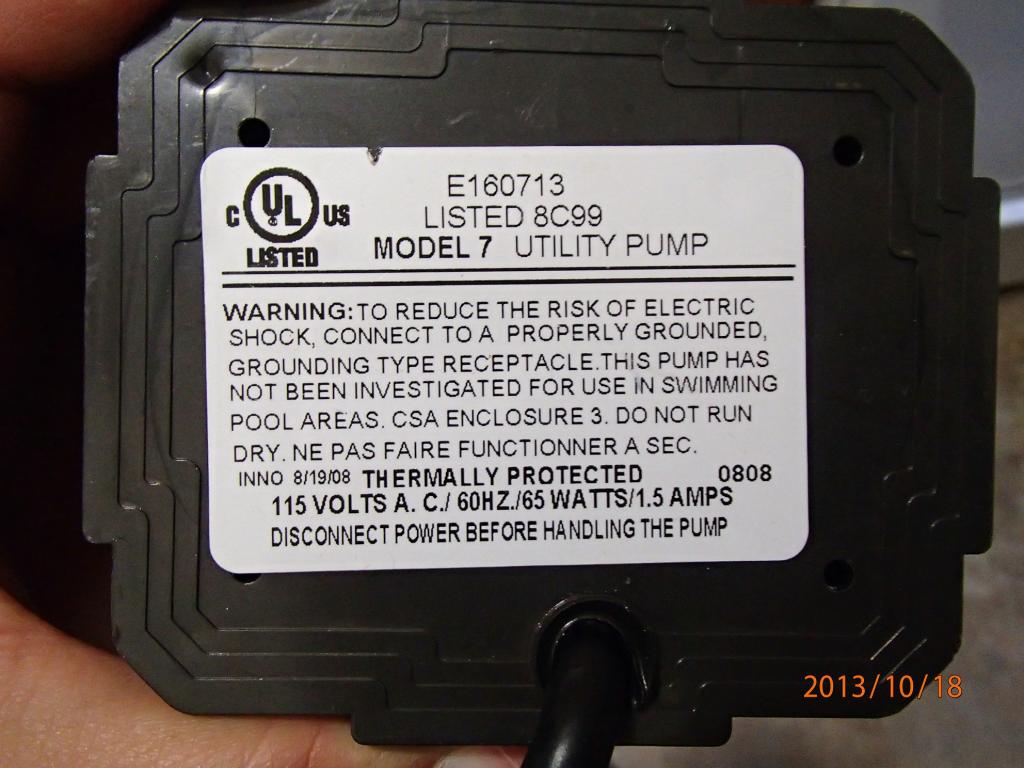 E160713
C UL US
LISTED 8C99
LISTED
MODEL 7 UTILITY PUMP
WARNING: TO REDUCE THE RISK OF ELECTRIC
SHOCK, CONNECT TO A PROPERLY GROUNDED,
GROUNDING TYPE RECEPTACLE.THIS PUMP HAS
NOT BEEN INVESTIGATED FOR USE IN SWIMMING
POOL AREAS. CSA ENCLOSURE 3. DO NOT RUN
DRY. NE PAS FAIRE FUNCTIONNER A SEC.
INNO 8/19/08 THERMALLY PROTECTED 0808
115 VOLTS A. C./ 60HZ./65 WATTS/1.5 AMPS
DISCONNECT POWER BEFORE HANDLING THE PUMP
2013/10/18